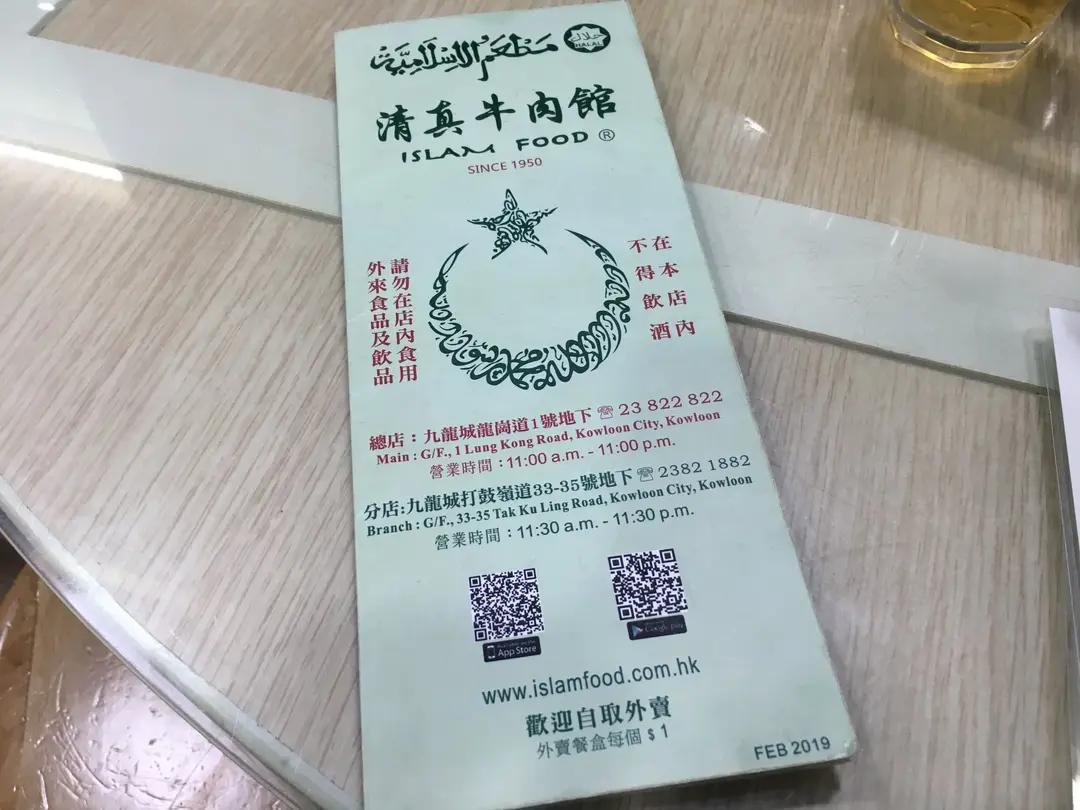 مطعم الإسلامية
حلال
HALAL
清真牛肉館
ISLAM FOOD ®
SINCE 1950
請勿在店內食用
外來食品及飲品
在本店內
不得飲酒
總店：九龍城龍崗道1號地下 ☏ 23 822 822
Main : G/F., 1 Lung Kong Road, Kowloon City, Kowloon
營業時間：11:00 a.m. - 11:00 p.m.
分店:九龍城打鼓嶺道33-35號地下 ☏ 2382 1882
Branch : G/F., 33-35 Tak Ku Ling Road, Kowloon City, Kowloon
營業時間：11:30 a.m. - 11:30 p.m.
App Store
Google play
www.islamfood.com.hk
歡迎自取外賣
外賣餐盒每個 $ 1
FEB 2019